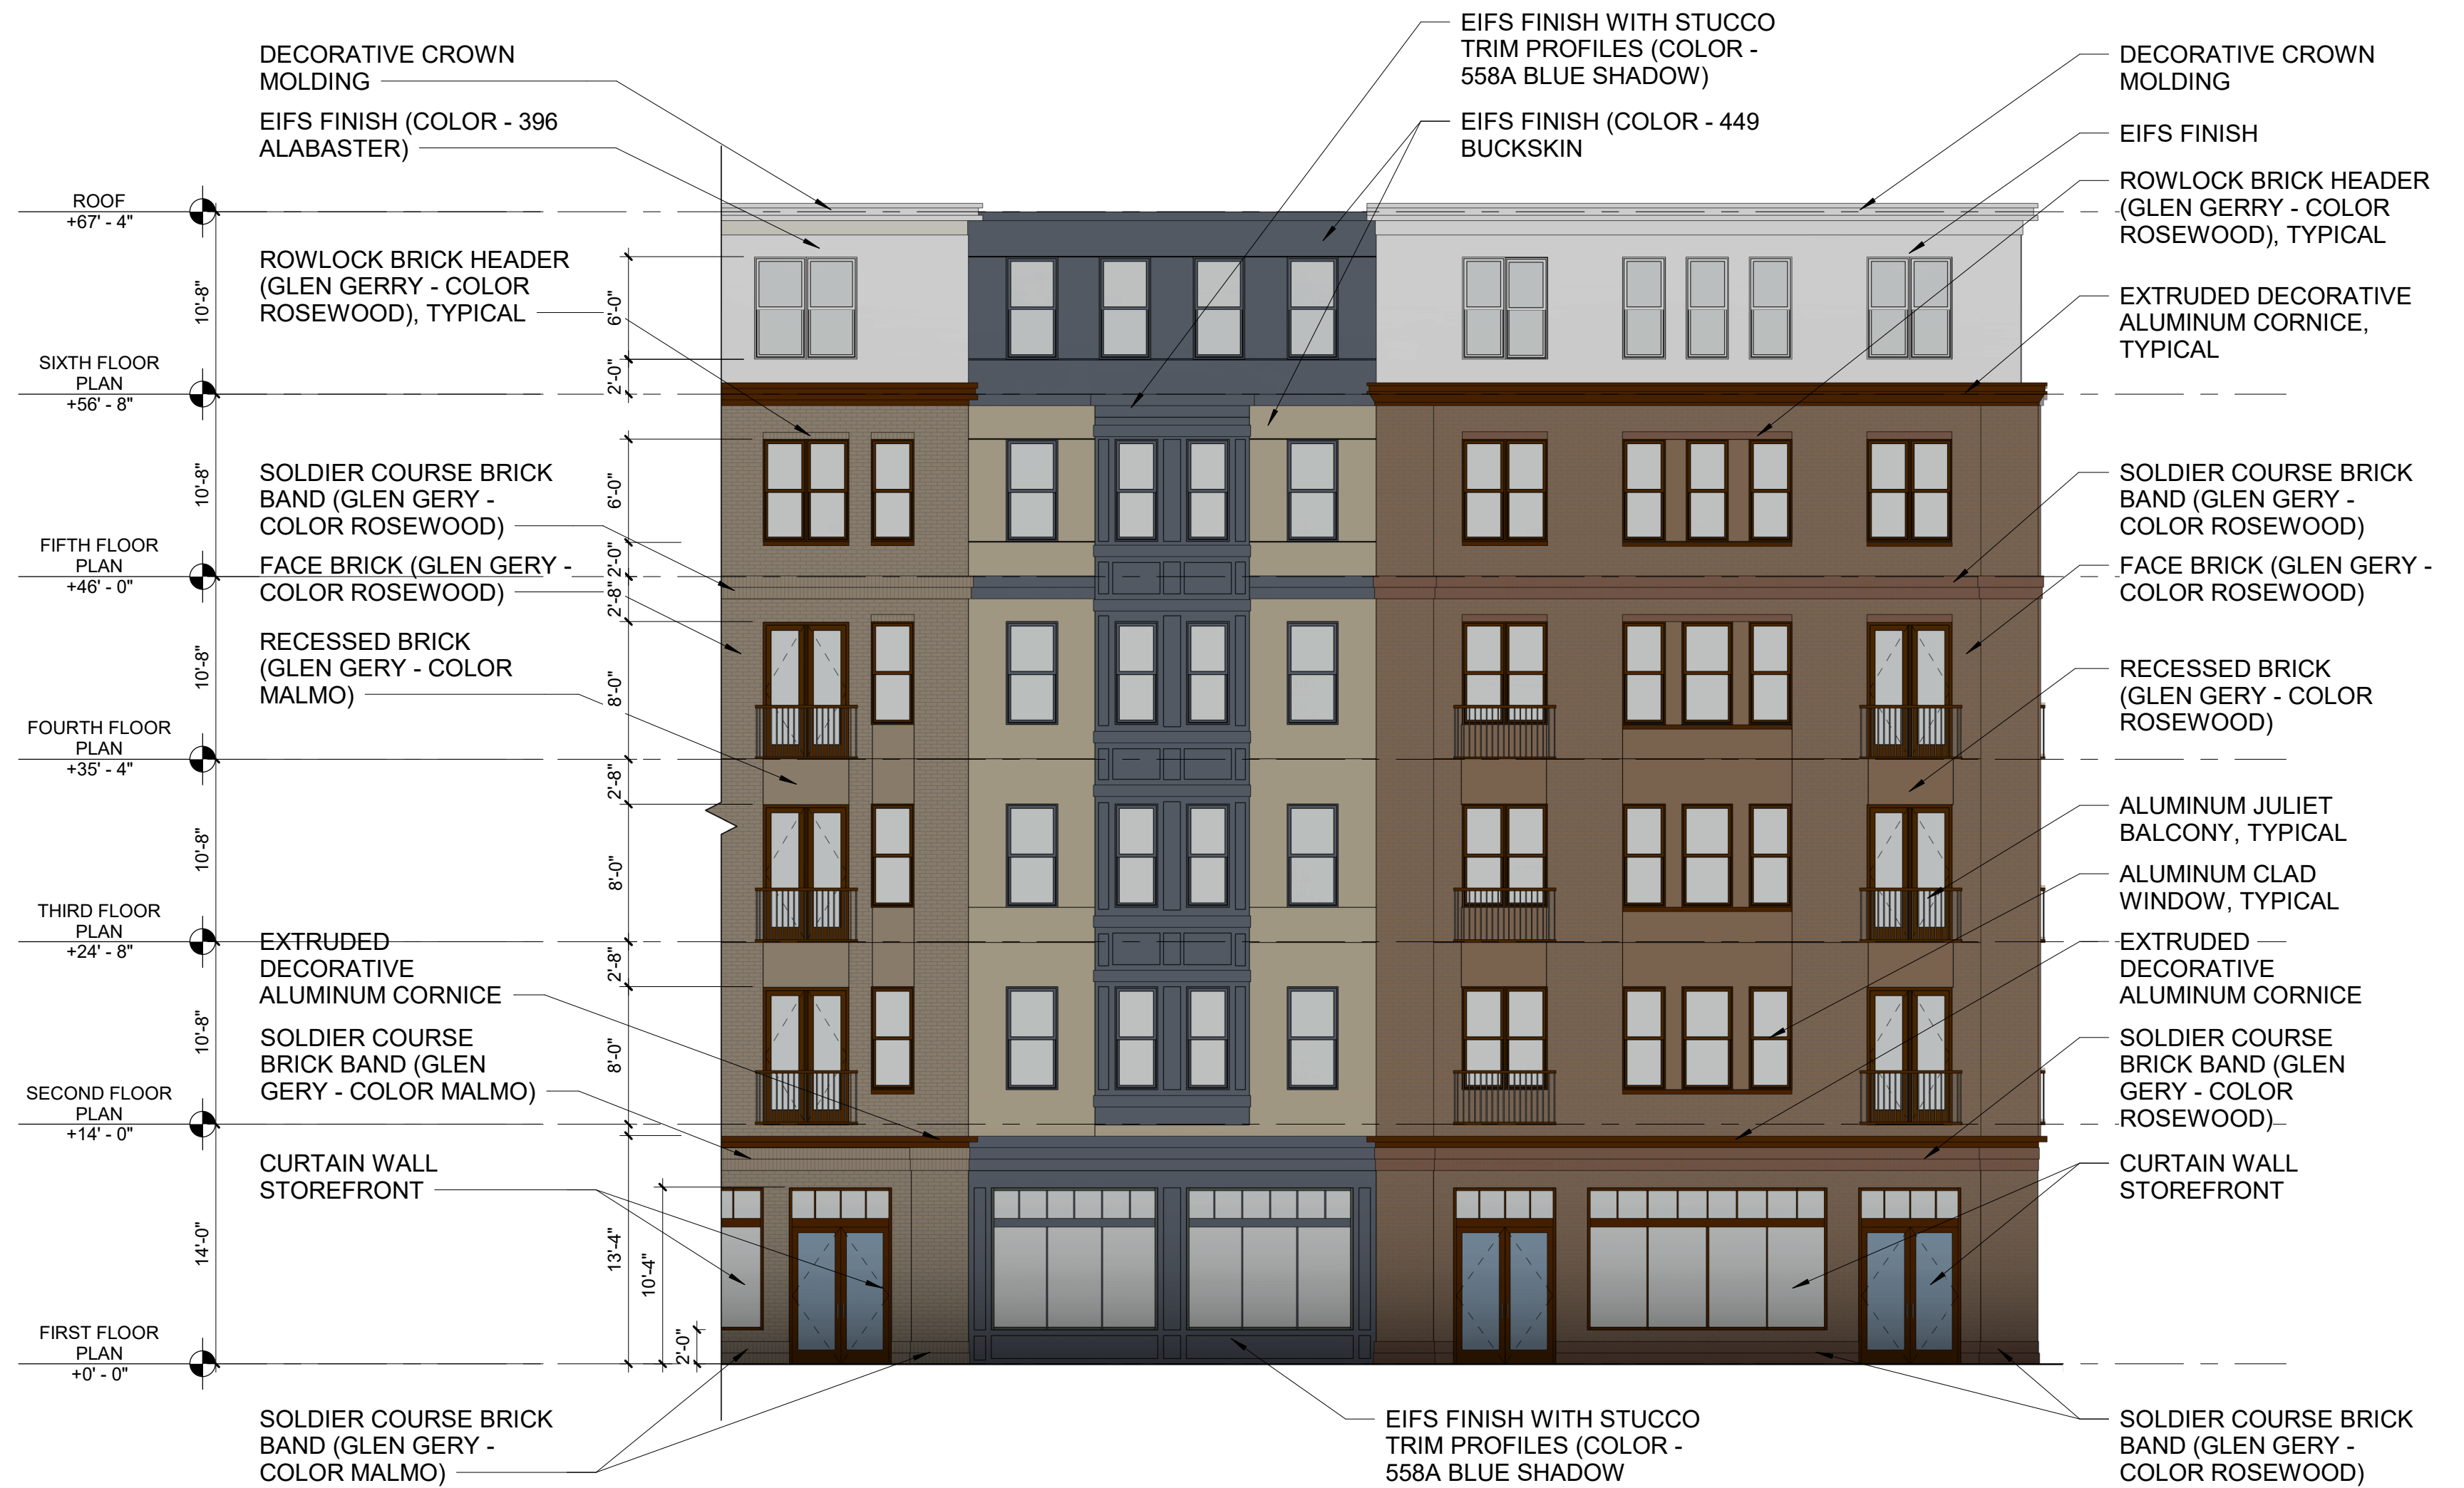 DECORATIVE CROWN
MOLDING
EIFS FINISH (COLOR - 396
ALABASTER)
ROWLOCK BRICK HEADER
(GLEN GERRY - COLOR
ROSEWOOD), TYPICAL
SOLDIER COURSE BRICK
BAND (GLEN GERY -
COLOR ROSEWOOD)
FACE BRICK (GLEN GERY -
COLOR ROSEWOOD)
RECESSED BRICK
(GLEN GERY - COLOR
MALMO)
EXTRUDED
DECORATIVE
ALUMINUM CORNICE
SOLDIER COURSE
BRICK BAND (GLEN
GERY - COLOR MALMO)
CURTAIN WALL
STOREFRONT
SOLDIER COURSE BRICK
BAND (GLEN GERY -
COLOR MALMO)
ROOF
+67' - 4"
10'-8"
SIXTH FLOOR
PLAN
+56' - 8"
10'-8"
FIFTH FLOOR
PLAN
+46' - 0"
10'-8"
FOURTH FLOOR
PLAN
+35' - 4"
10'-8"
THIRD FLOOR
PLAN
+24' - 8"
10'-8"
SECOND FLOOR
PLAN
+14' - 0"
14'-0"
FIRST FLOOR
PLAN
+0' - 0"
6'-0"
2'-0"
6'-0"
2'-0"
2'-8"
8'-0"
2'-8"
8'-0"
2'-8"
8'-0"
13'-4"
10'-4"
2'-0"
EIFS FINISH WITH STUCCO
TRIM PROFILES (COLOR -
558A BLUE SHADOW)
EIFS FINISH (COLOR - 449
BUCKSKIN
EIFS FINISH WITH STUCCO
TRIM PROFILES (COLOR -
558A BLUE SHADOW
DECORATIVE CROWN
MOLDING
EIFS FINISH
ROWLOCK BRICK HEADER
(GLEN GERRY - COLOR
ROSEWOOD), TYPICAL
EXTRUDED DECORATIVE
ALUMINUM CORNICE,
TYPICAL
SOLDIER COURSE BRICK
BAND (GLEN GERY -
COLOR ROSEWOOD)
FACE BRICK (GLEN GERY -
COLOR ROSEWOOD)
RECESSED BRICK
(GLEN GERY - COLOR
ROSEWOOD)
ALUMINUM JULIET
BALCONY, TYPICAL
ALUMINUM CLAD
WINDOW, TYPICAL
EXTRUDED
DECORATIVE
ALUMINUM CORNICE
SOLDIER COURSE
BRICK BAND (GLEN
GERY - COLOR
ROSEWOOD)
CURTAIN WALL
STOREFRONT
SOLDIER COURSE BRICK
BAND (GLEN GERY -
COLOR ROSEWOOD)